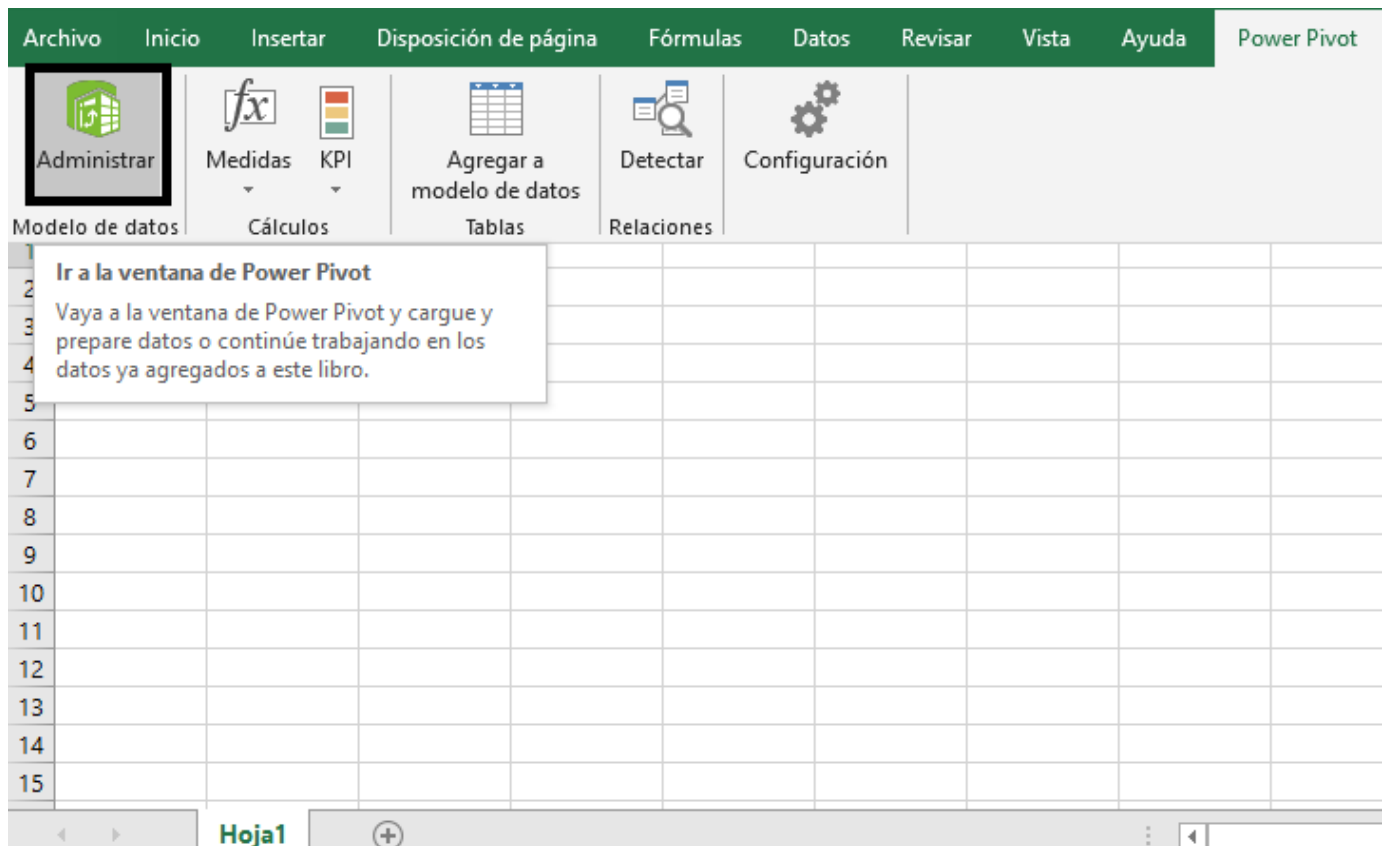 Archivo Inicio Insertar Disposición de página Fórmulas Datos Revisar Vista Ayuda Power Pivot
fx
Administrar Medidas KPI Agregar a Detectar Configuración
modelo de datos
Modelo de datos Cálculos Tablas Relaciones
1
Ir a la ventana de Power Pivot
2
Vaya a la ventana de Power Pivot y cargue y
3
prepare datos o continúe trabajando en los
4
datos ya agregados a este libro.
5
6
7
8
9
10
11
12
13
14
15
Hoja1